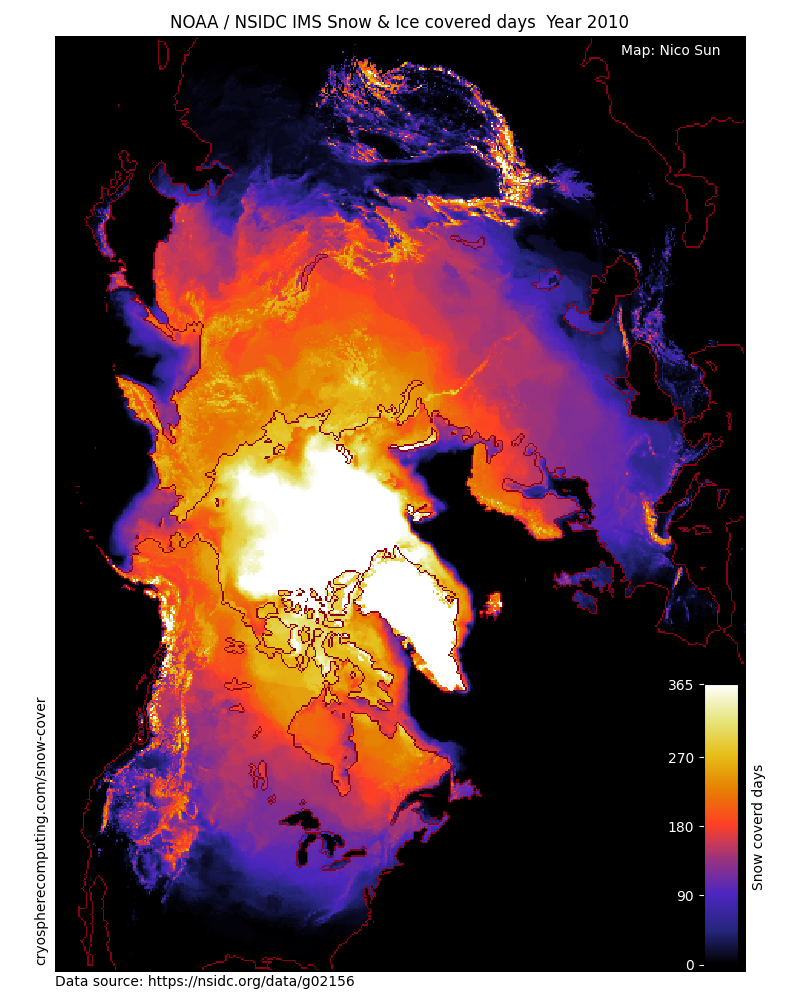 NOAA / NSIDC IMS Snow & Ice covered days  Year 2010
Map: Nico Sun
365
270
180
90
0
Snow coverd days
cryospherecomputing.com/snow-cover
Data source: https://nsidc.org/data/g02156